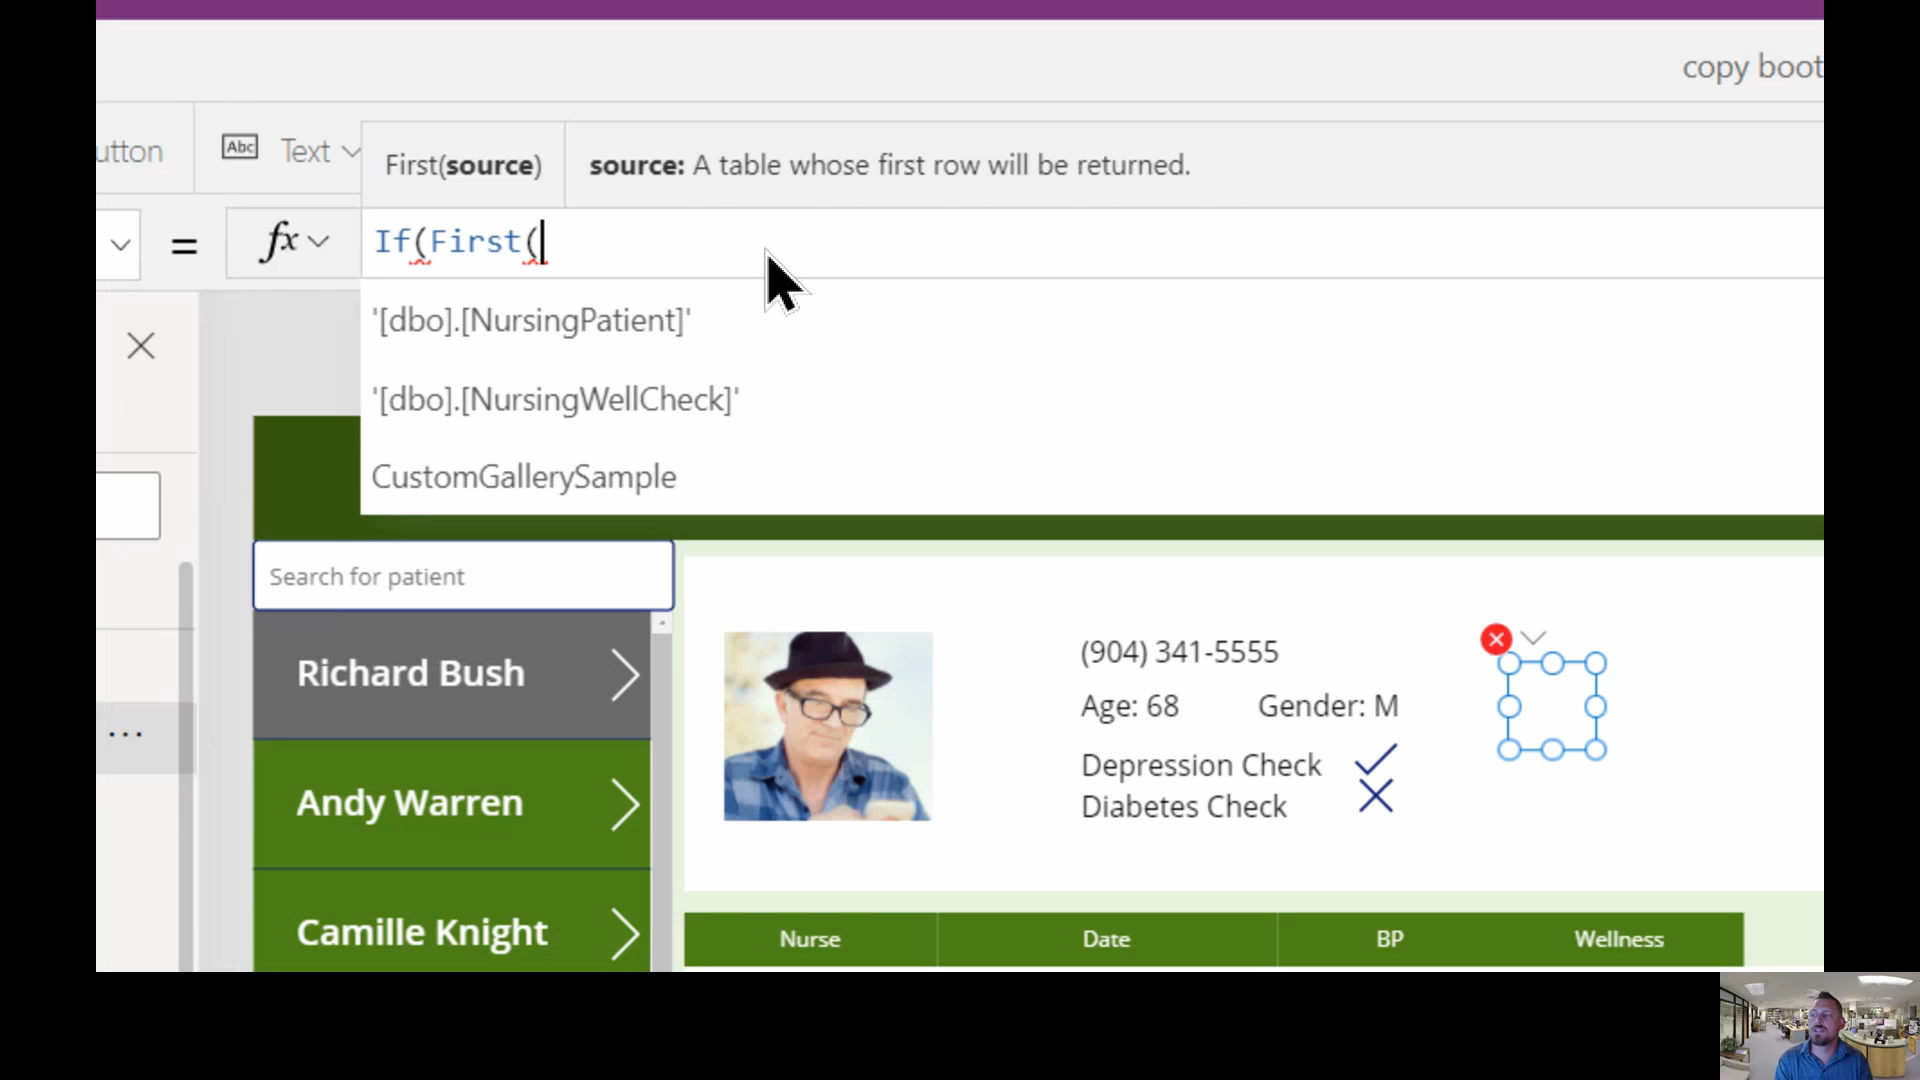 copy boot
utton
Abc
Text
First(source)
source: A table whose first row will be returned.
=
fx
If(First(
'[dbo].[NursingPatient]'
'[dbo].[NursingWellCheck]'
CustomGallerySample
Search for patient
Richard Bush
Andy Warren
Camille Knight
(904) 341-5555
Age: 68
Gender: M
Depression Check
Diabetes Check
Nurse
Date
BP
Wellness